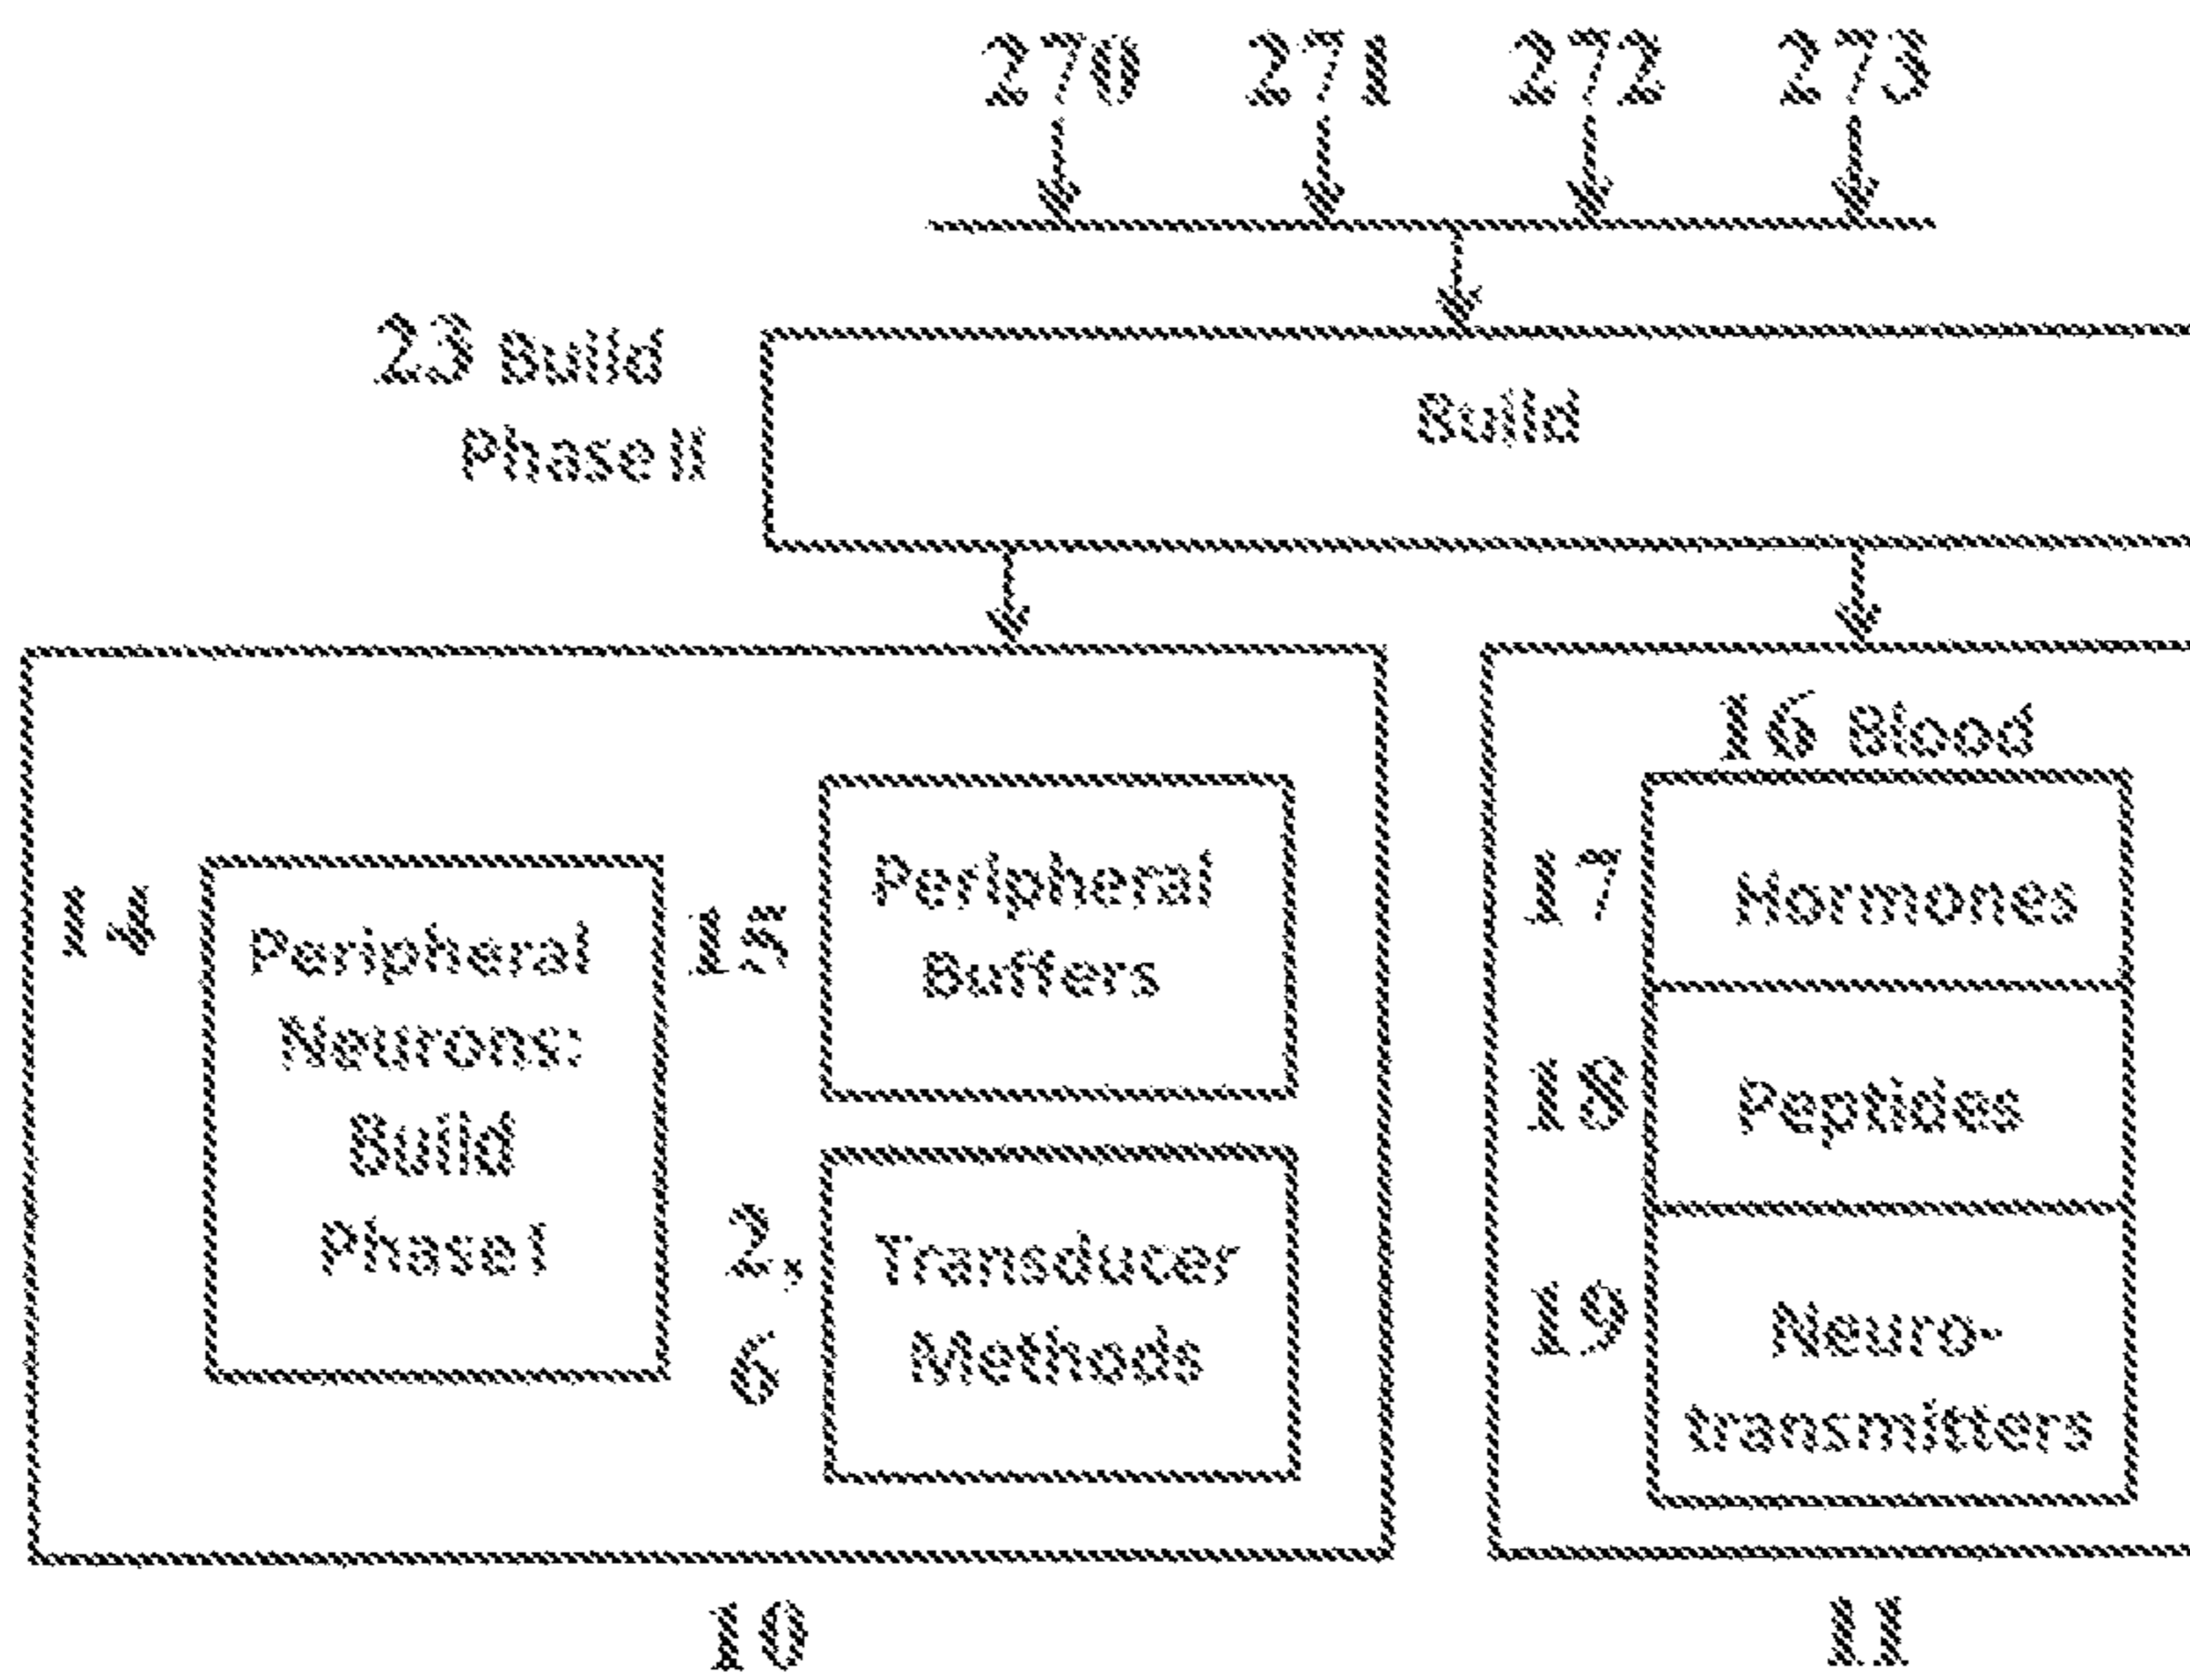 270 271 272 273
23 Build
Phase II
Build
16 Blood
14
Peripheral
Neurons:
Build
Phase I
15
Peripheral
Buffers
2,
6
Transducer
Methods
17
Hormones
18
Peptides
19
Neuro-
transmitters
10
11